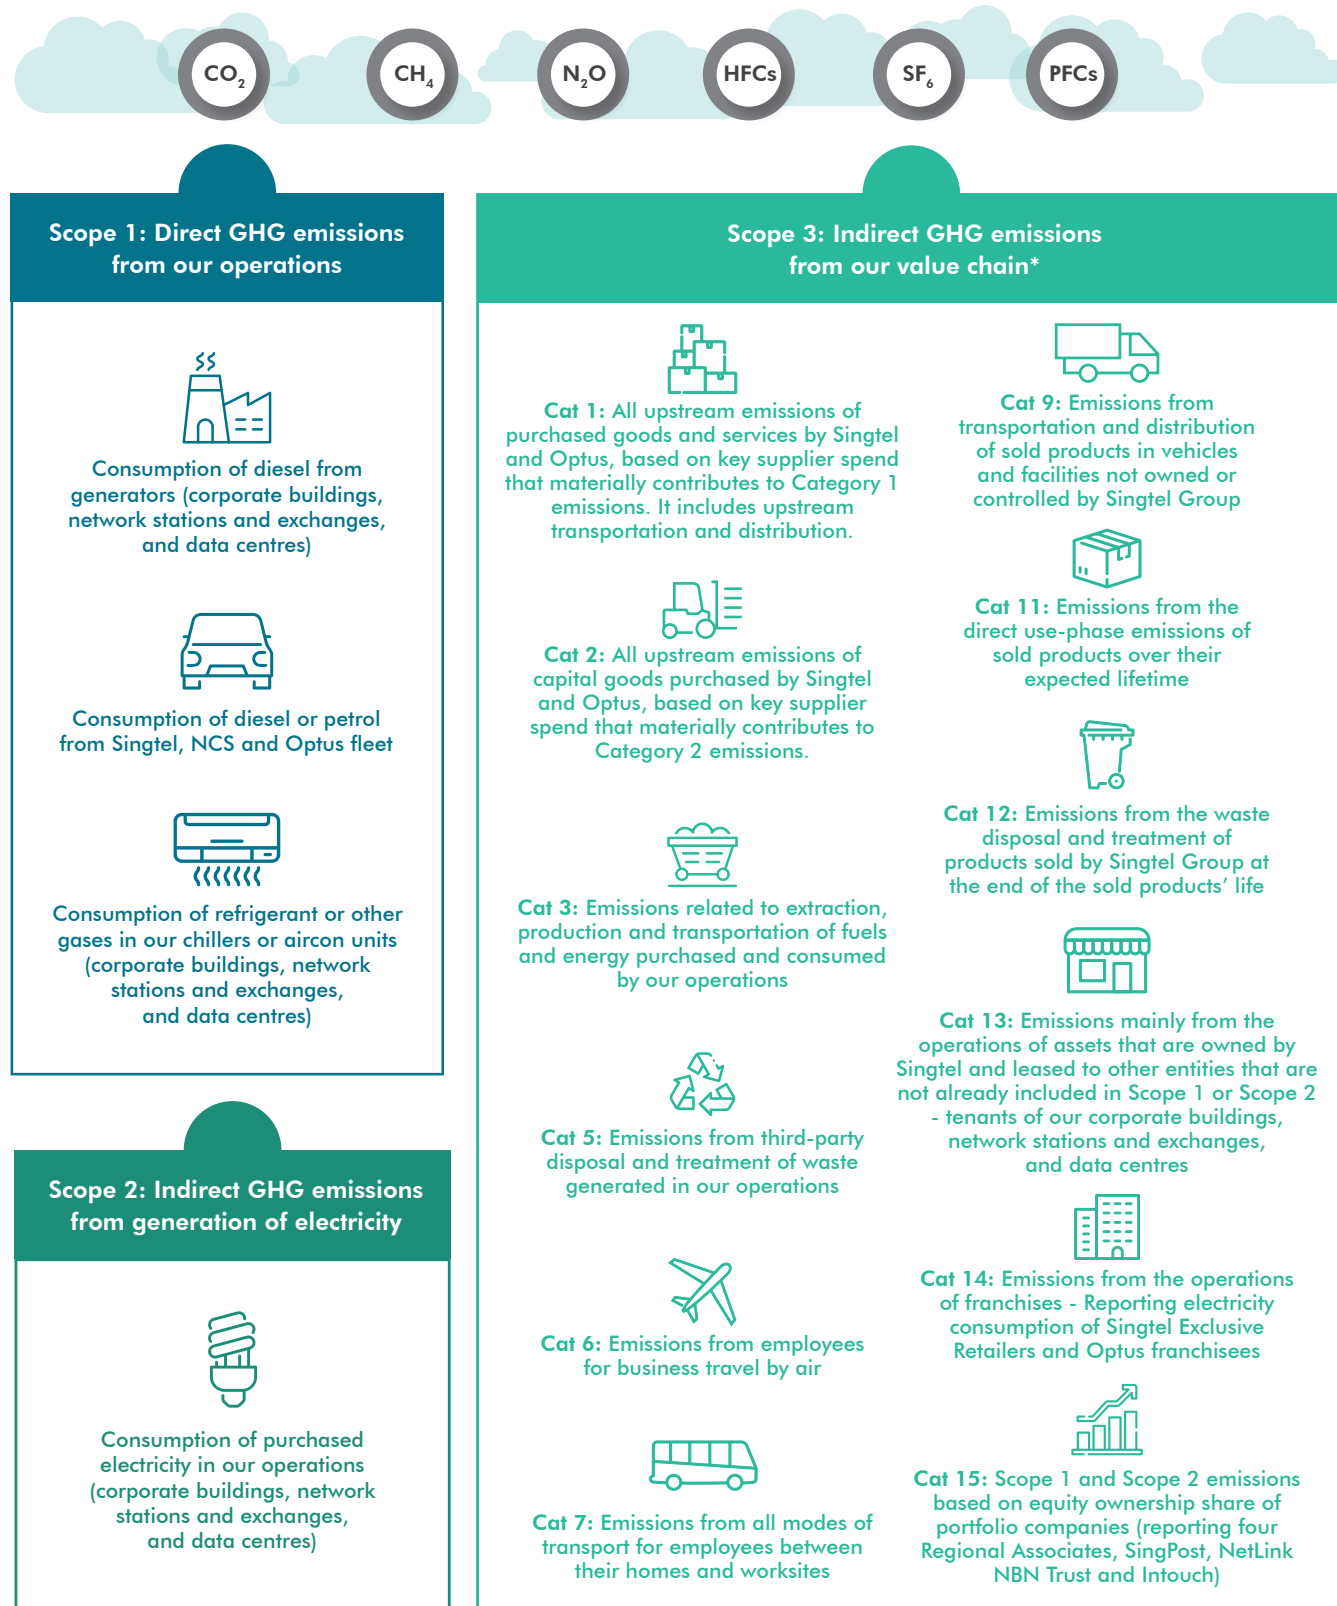 CO2
CH4
N2O
HFCs
SF6
PFCs
Scope 1: Direct GHG emissions
from our operations
Consumption of diesel from
generators (corporate buildings,
network stations and exchanges,
and data centres)
Consumption of diesel or petrol
from Singtel, NCS and Optus fleet
Consumption of refrigerant or other
gases in our chillers or aircon units
(corporate buildings, network
stations and exchanges,
and data centres)
Scope 2: Indirect GHG emissions
from generation of electricity
Consumption of purchased
electricity in our operations
(corporate buildings, network
stations and exchanges,
and data centres)
Scope 3: Indirect GHG emissions
from our value chain*
Cat 1: All upstream emissions of
purchased goods and services by Singtel
and Optus, based on key supplier spend
that materially contributes to Category 1
emissions. It includes upstream
transportation and distribution.
Cat 2: All upstream emissions of
capital goods purchased by Singtel
and Optus, based on key supplier
spend that materially contributes to
Category 2 emissions.
Cat 3: Emissions related to extraction,
production and transportation of fuels
and energy purchased and consumed
by our operations
Cat 5: Emissions from third-party
disposal and treatment of waste
generated in our operations
Cat 6: Emissions from employees
for business travel by air
Cat 7: Emissions from all modes of
transport for employees between
their homes and worksites
Cat 9: Emissions from
transportation and distribution
of sold products in vehicles
and facilities not owned or
controlled by Singtel Group
Cat 11: Emissions from the
direct use-phase emissions of
sold products over their
expected lifetime
Cat 12: Emissions from the waste
disposal and treatment of
products sold by Singtel Group at
the end of the sold products’ life
Cat 13: Emissions mainly from the
operations of assets that are owned by
Singtel and leased to other entities that are
not already included in Scope 1 or Scope 2
- tenants of our corporate buildings,
network stations and exchanges,
and data centres
Cat 14: Emissions from the operations
of franchises - Reporting electricity
consumption of Singtel Exclusive
Retailers and Optus franchisees
Cat 15: Scope 1 and Scope 2 emissions
based on equity ownership share of
portfolio companies (reporting four
Regional Associates, SingPost, NetLink
NBN Trust and Intouch)